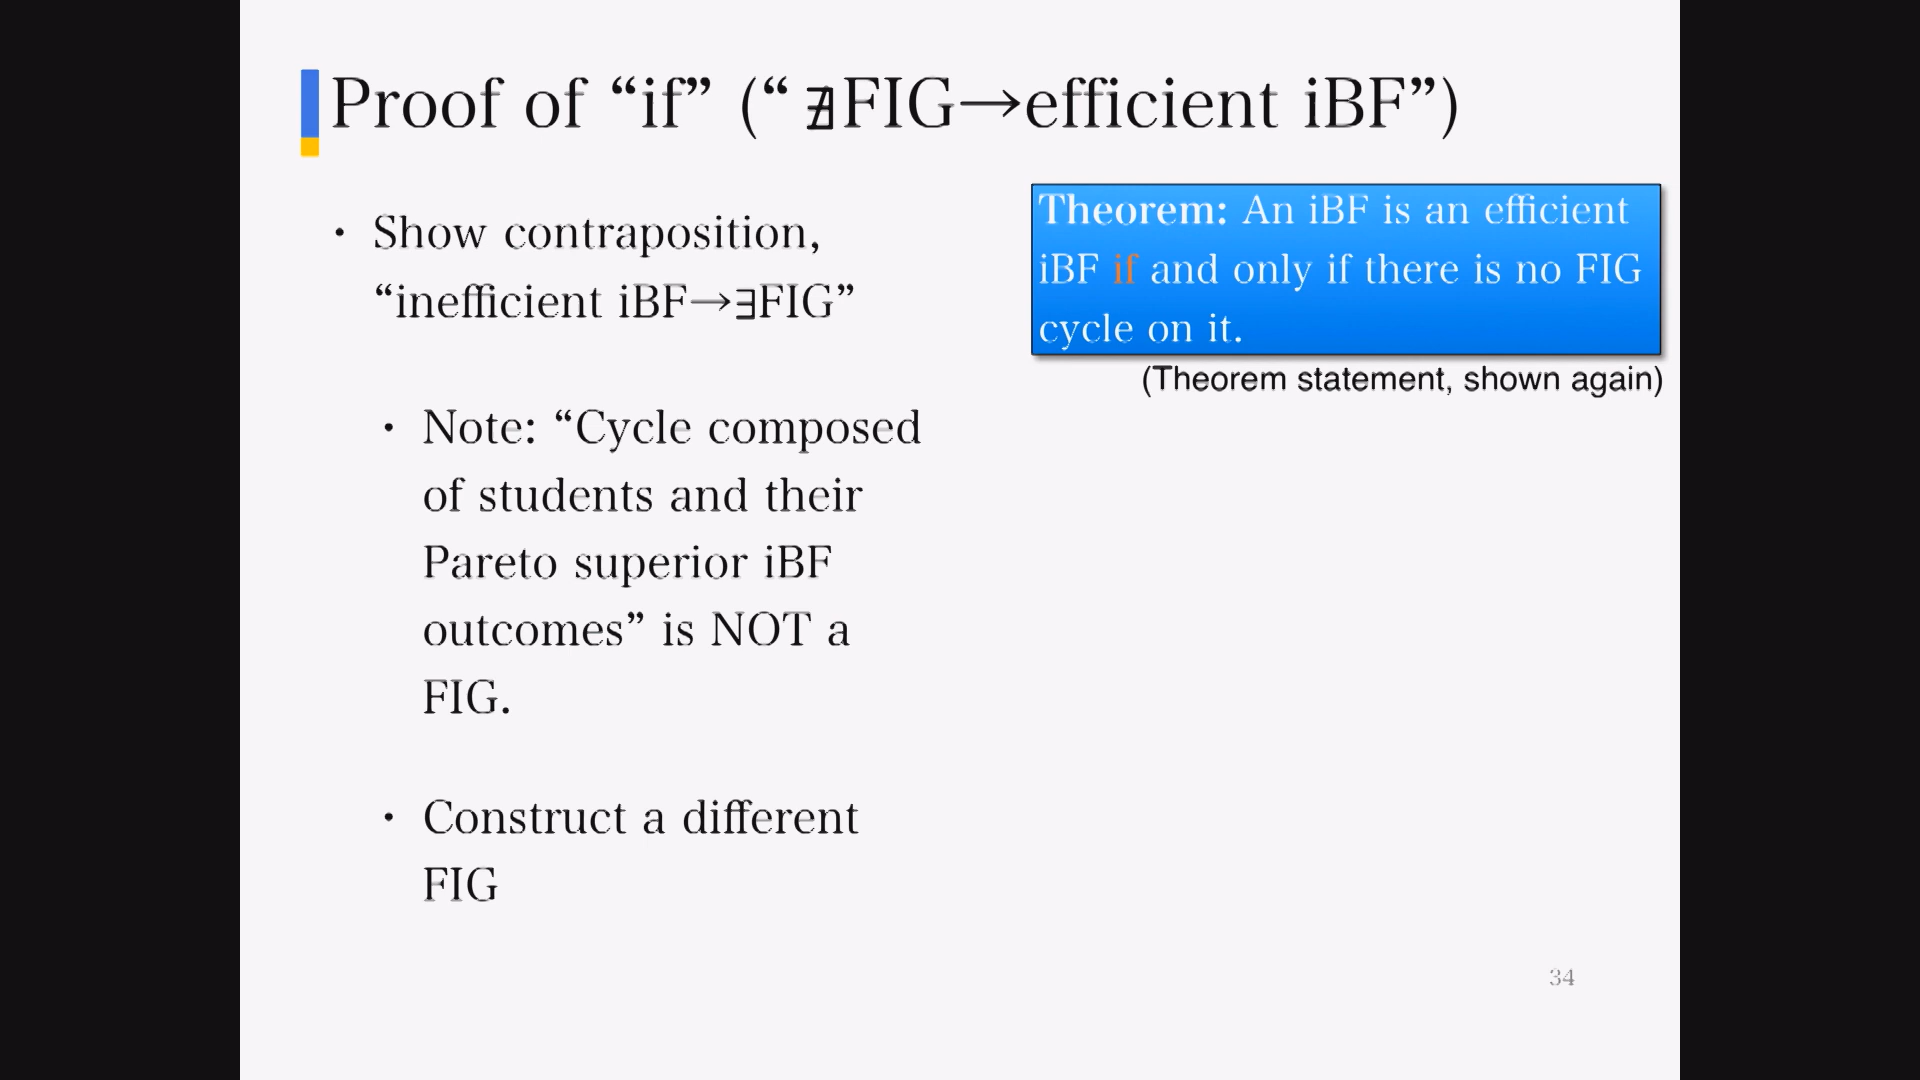 Proof of “if” (“ ∄FIG→efficient iBF”)
• Show contraposition,
“inefficient iBF→∃FIG”
• Note: “Cycle composed
of students and their
Pareto superior iBF
outcomes” is NOT a
FIG.
• Construct a different
FIG
Theorem: An iBF is an efficient
iBF if and only if there is no FIG
cycle on it.
(Theorem statement, shown again)
34